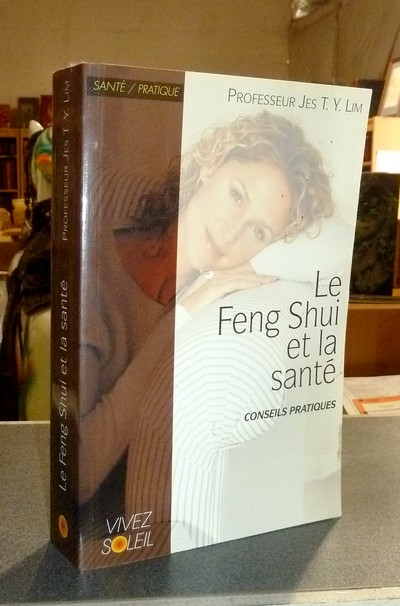 SANTÉ / PRATIQUE
PROFESSEUR JES T. Y. LIM
Le
Feng Shui
et la
santé
CONSEILS PRATIQUES
VIVEZ
SOLEIL
PROFESSEUR JES T. Y. LIM
Le Feng Shui et la santé